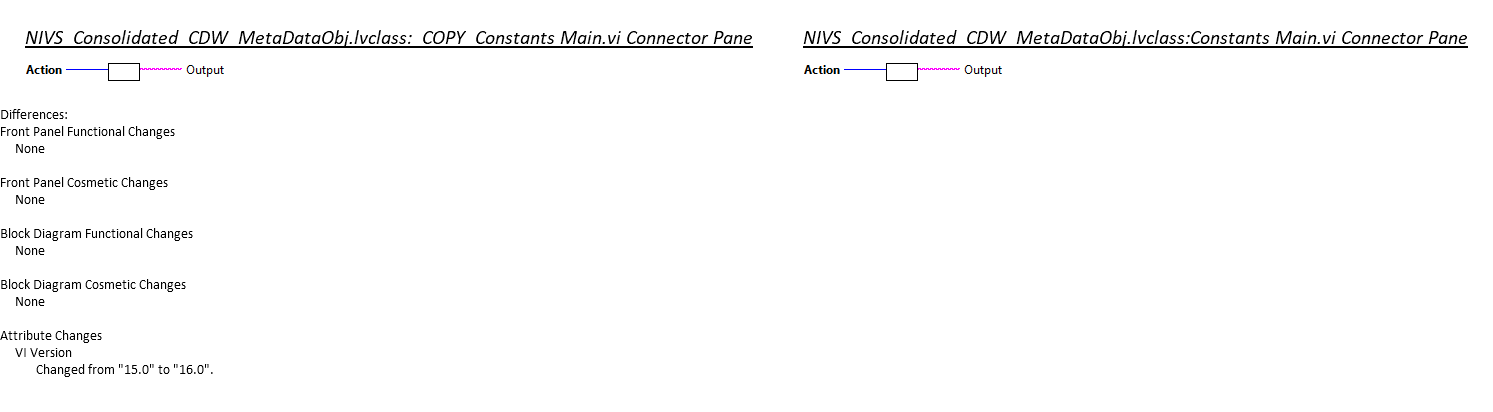 NIVS_Consolidated_CDW_MetaDataObj.lvclass:_COPY_Constants Main.vi Connector Pane
NIVS_Consolidated_CDW_MetaDataObj.lvclass:Constants Main.vi Connector Pane
Action Output
Action Output
Differences:
Front Panel Functional Changes
None
Front Panel Cosmetic Changes
None
Block Diagram Functional Changes
None
Block Diagram Cosmetic Changes
None
Attribute Changes
VI Version
Changed from "15.0" to "16.0".